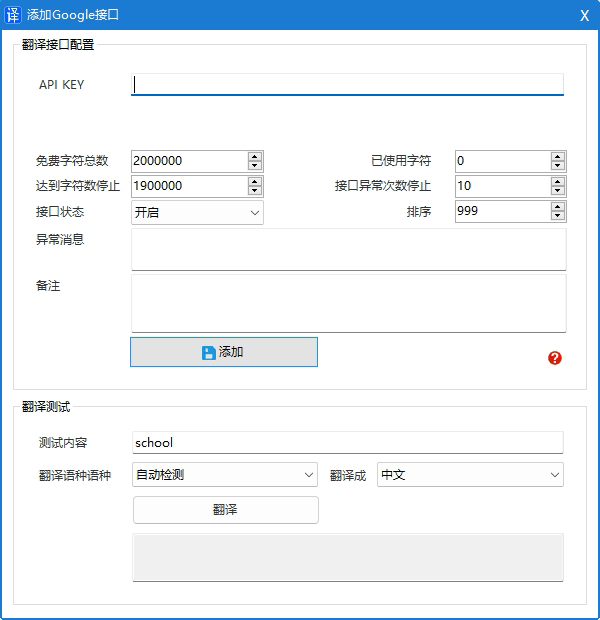 译 添加Google接口 X
翻译接口配置
API KEY
免费字符总数 2000000 已使用字符 0
达到字符数停止 1900000 接口异常次数停止 10
接口状态 开启 排序 999
异常消息
备注
添加 ?
翻译测试
测试内容 school
翻译语种语种 自动检测 翻译成 中文
翻译